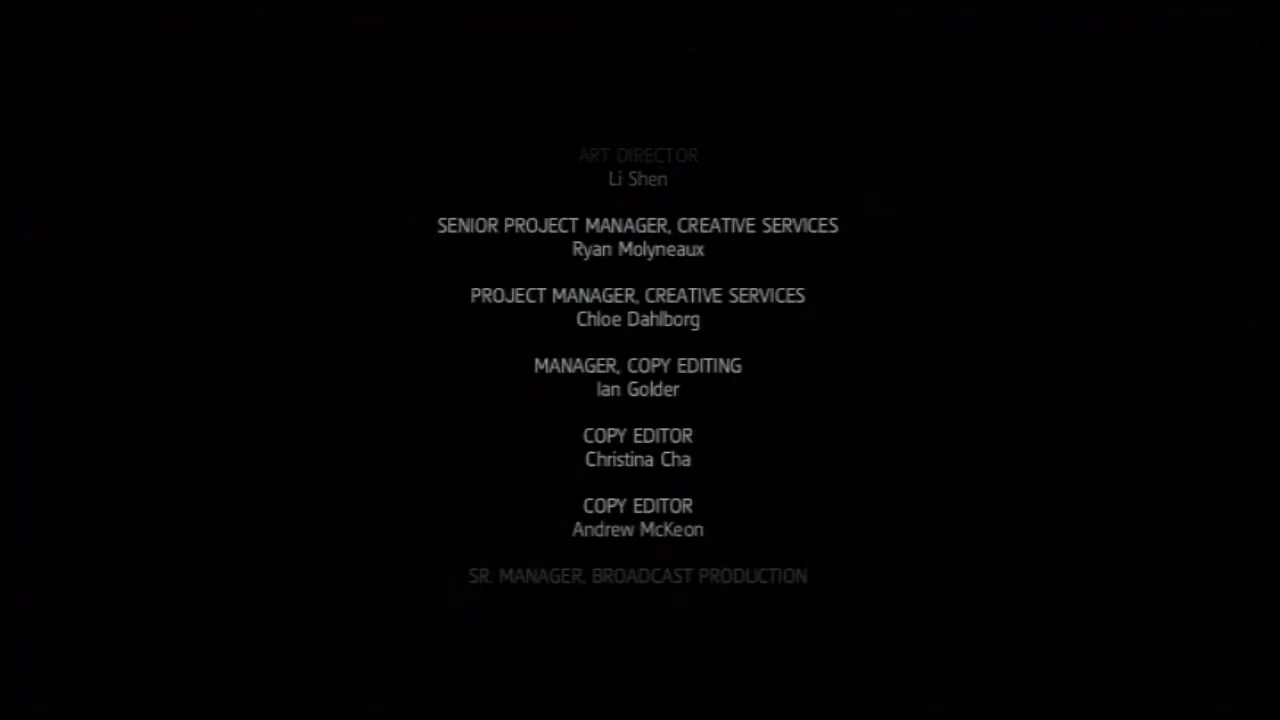 ART DIRECTOR
Li Shen
SENIOR PROJECT MANAGER, CREATIVE SERVICES
Ryan Molyneaux
PROJECT MANAGER, CREATIVE SERVICES
Chloe Dahlborg
MANAGER, COPY EDITING
Ian Golder
COPY EDITOR
Christina Cha
COPY EDITOR
Andrew McKeon
SR. MANAGER, BROADCAST PRODUCTION